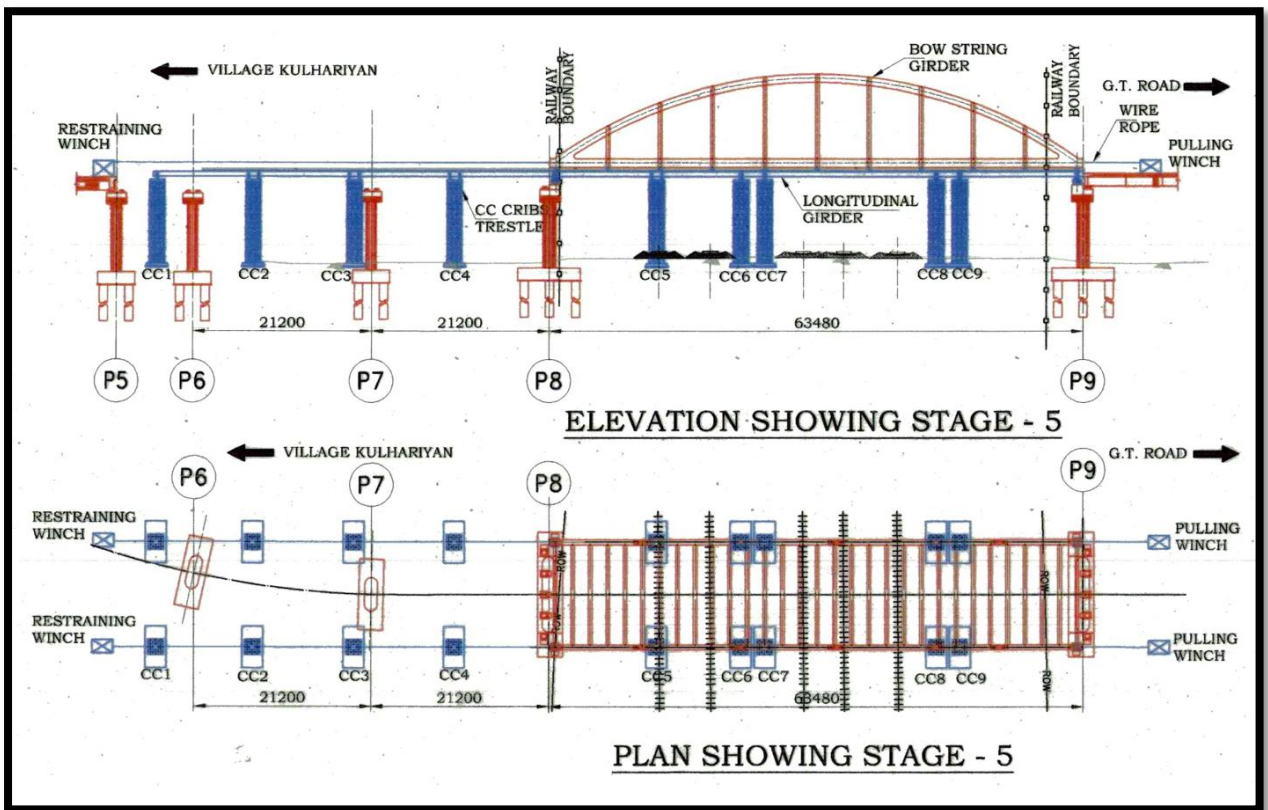 VILLAGE KULHARIYAN
RAILWAY
BOUNDARY
BOW STRING
GIRDER
RAILWAY
BOUNDARY
G.T. ROAD
WIRE
ROPE
RESTRAINING
WINCH
PULLING
WINCH
CC CRIBS
TRESTLE
LONGITUDINAL
GIRDER
CC1
CC2
CC3
CC4
CC5
CC6
CC7
CC8
CC9
21200
21200
63480
P5
P6
P7
P8
P9
ELEVATION SHOWING STAGE - 5
VILLAGE KULHARIYAN
G.T. ROAD
P6
P7
P8
P9
RESTRAINING
WINCH
PULLING
WINCH
ROW
ROW
ROW
ROW
RESTRAINING
WINCH
PULLING
WINCH
CC1
CC2
CC3
CC4
CC5
CC6
CC7
CC8
CC9
21200
21200
63480
PLAN SHOWING STAGE - 5